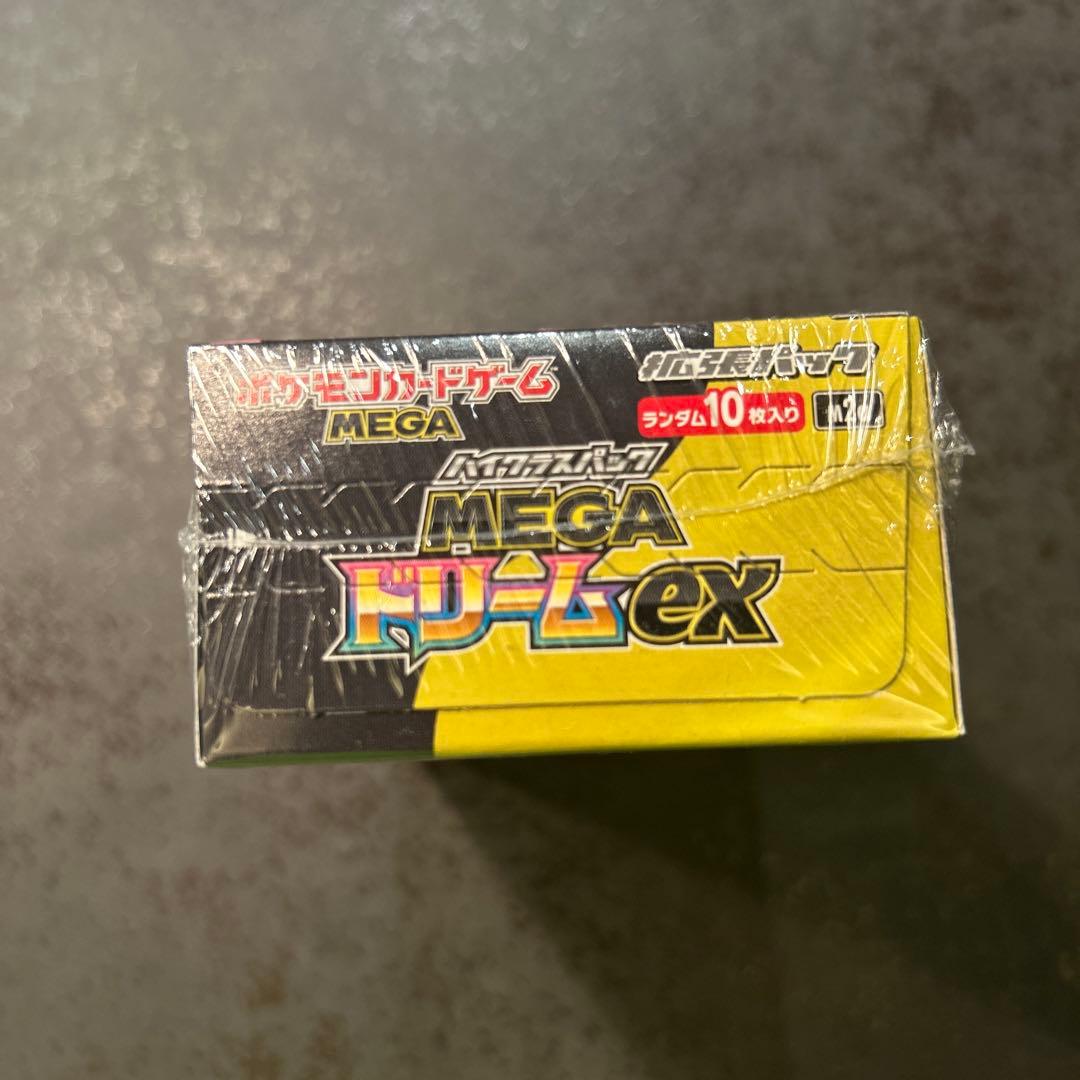 ポケモンカードゲーム
MEGA
拡張パック
ランダム10枚入り
ハイクラスパック
MEGA
ドリームex